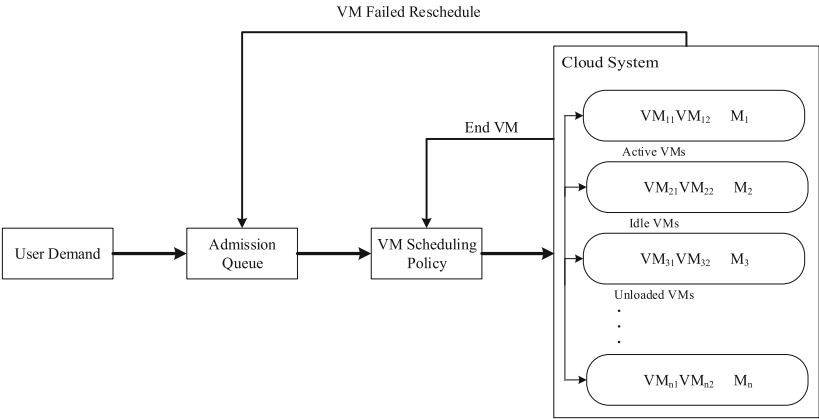 VM Failed Reschedule
Cloud System
VM₁₁VM₁₂ M₁
End VM
Active VMs
VM₂₁VM₂₂ M₂
Idle VMs
User Demand
Admission
Queue
VM Scheduling
Policy
VM₃₁VM₃₂ M₃
Unloaded VMs
.
.
.
VMₙ₁VMₙ₂ Mₙ